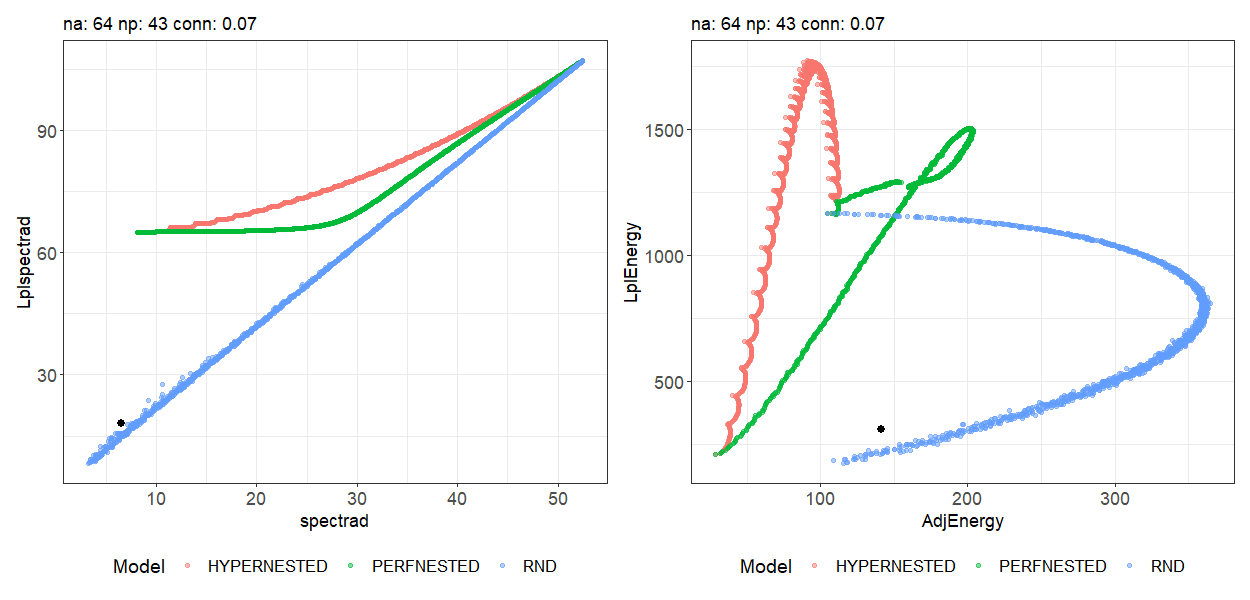 na: 64 np: 43 conn: 0.07
Lplspectrad
90
60
30
10 20 30 40 50
spectrad
Model HYPERNESTED PERFNESTED RND
na: 64 np: 43 conn: 0.07
LplEnergy
1500
1000
500
100 200 300
AdjEnergy
Model HYPERNESTED PERFNESTED RND